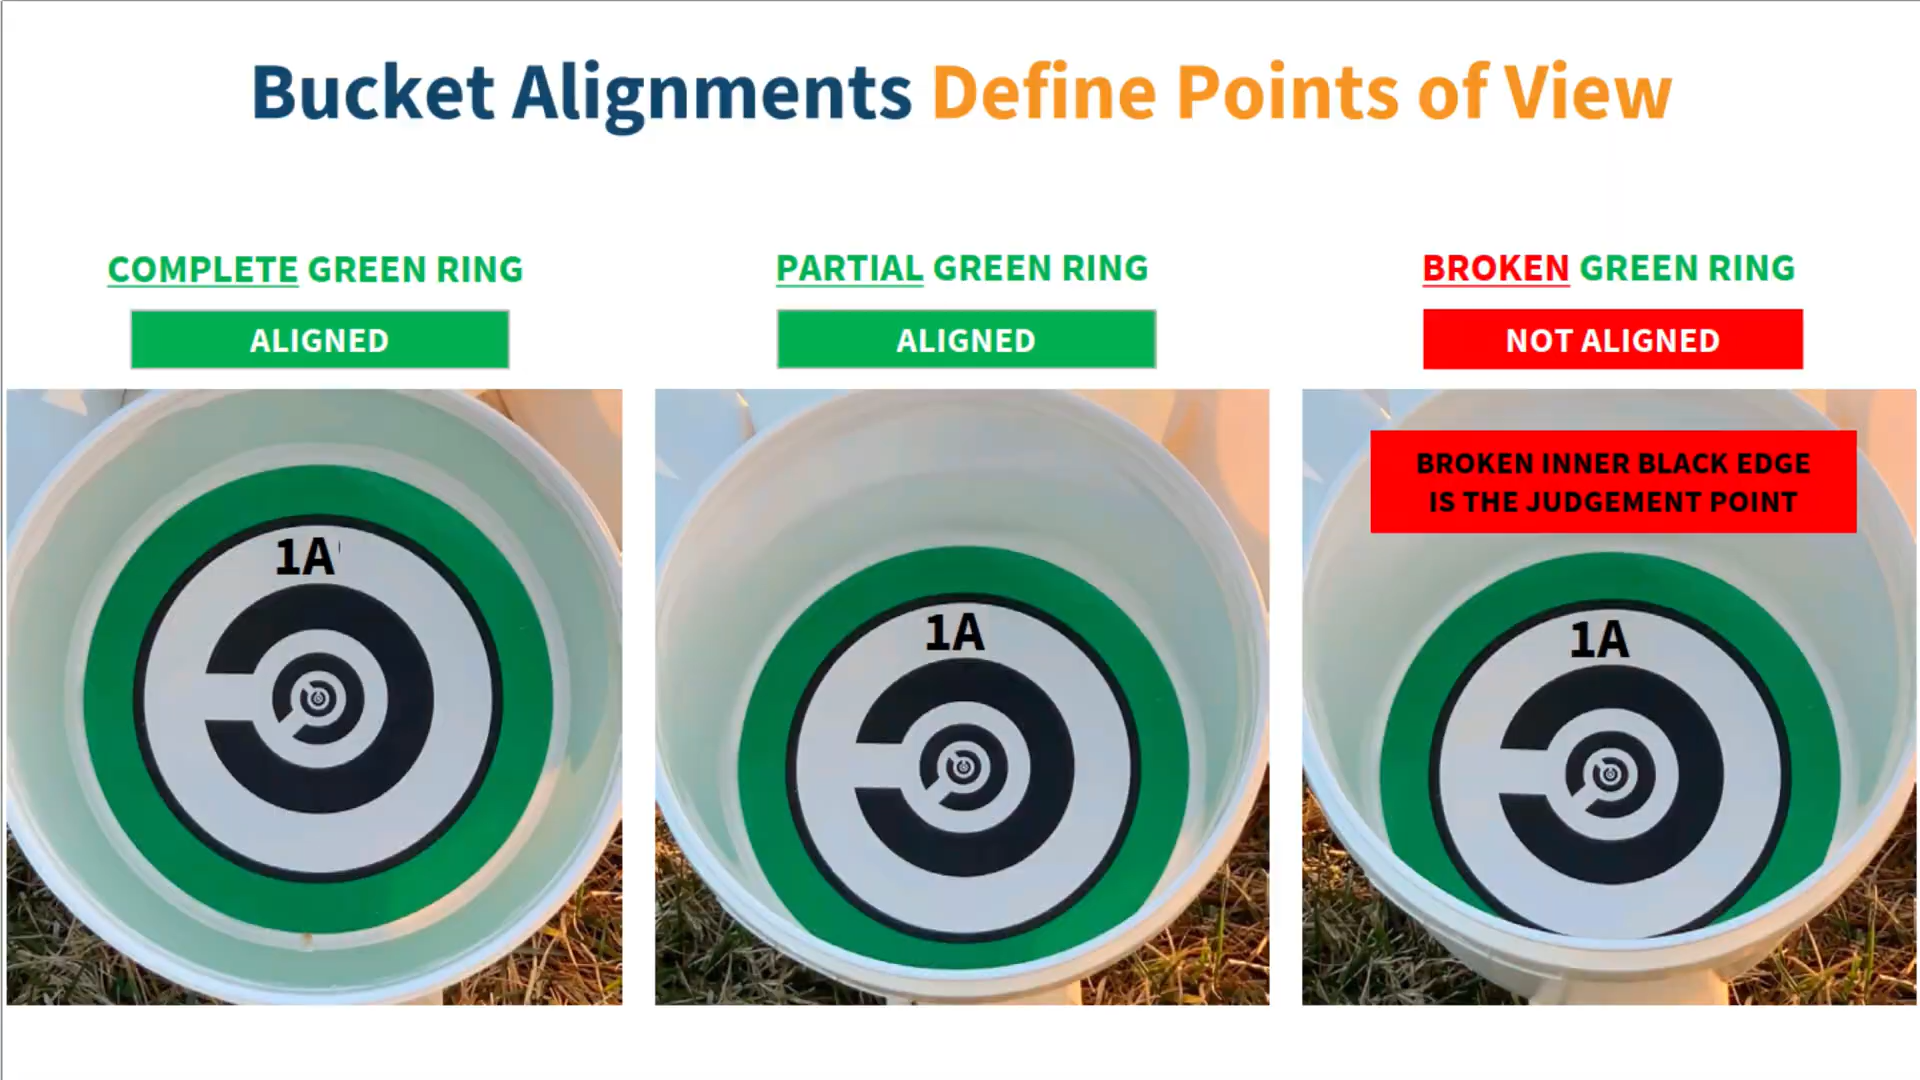 Bucket Alignments Define Points of View
COMPLETE GREEN RING
ALIGNED
1A
PARTIAL GREEN RING
ALIGNED
1A
BROKEN GREEN RING
NOT ALIGNED
BROKEN INNER BLACK EDGE
IS THE JUDGEMENT POINT
1A